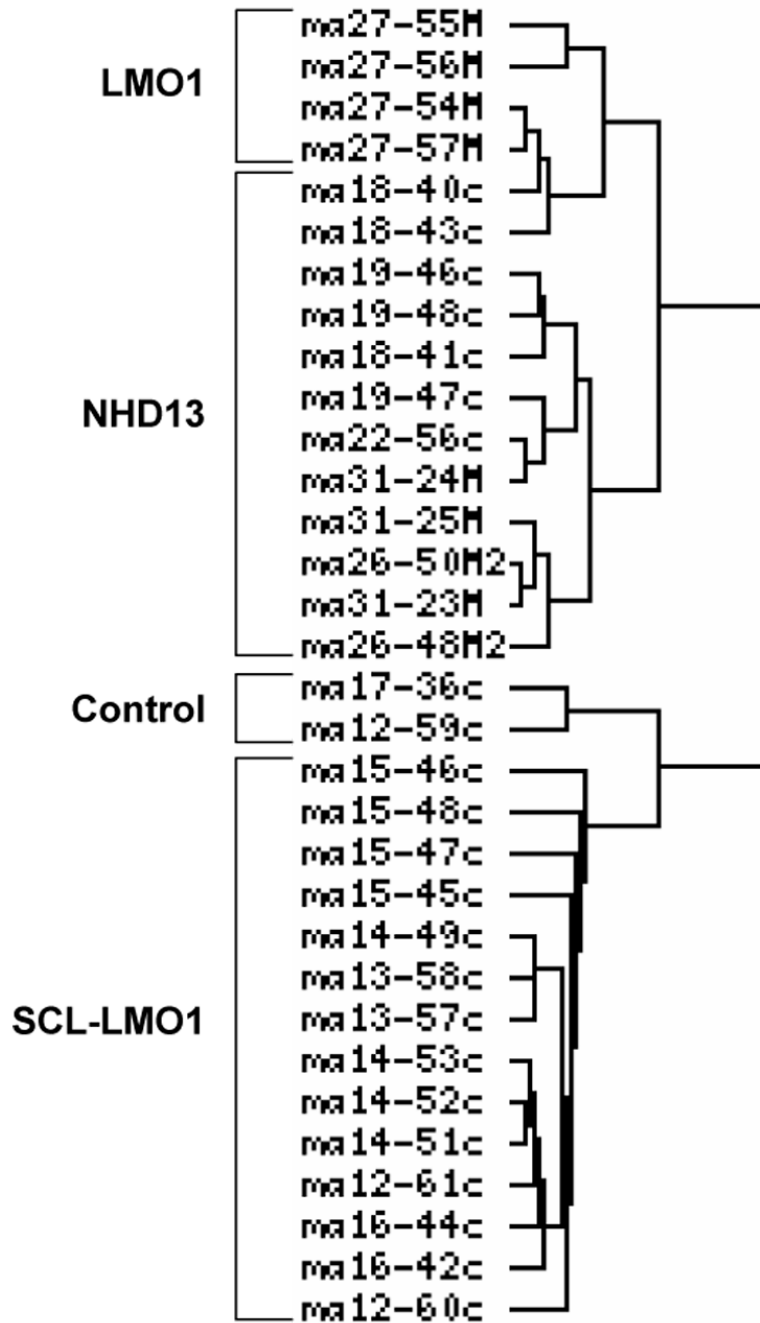 LMO1
NHD13
Control
SCL-LMO1
ma27-55M
ma27-56M
ma27-54M
ma27-57M
ma18-40c
ma18-43c
ma19-46c
ma19-48c
ma18-41c
ma19-47c
ma22-56c
ma31-24M
ma31-25M
ma26-50M2
ma31-23M
ma26-48M2
ma17-36c
ma12-59c
ma15-46c
ma15-48c
ma15-47c
ma15-45c
ma14-49c
ma13-58c
ma13-57c
ma14-53c
ma14-52c
ma14-51c
ma12-61c
ma16-44c
ma16-42c
ma12-60c